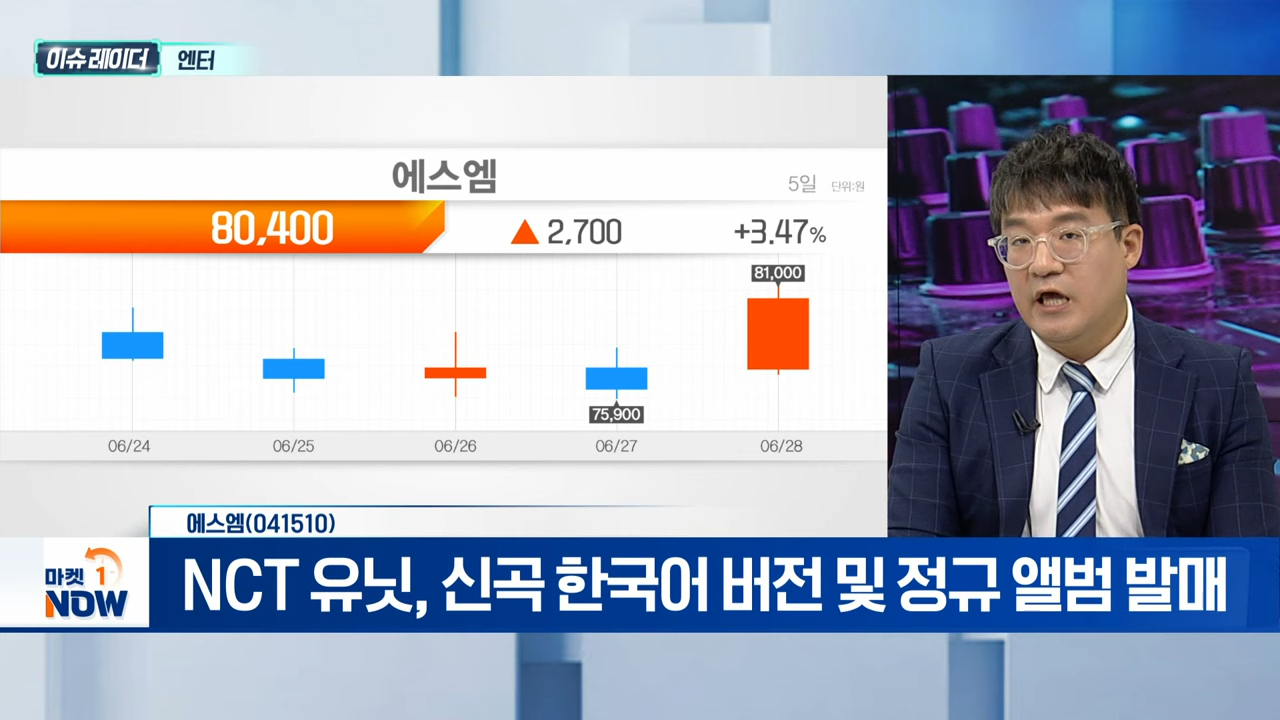 이슈 레이더 엔터
에스엠
5일 단위:원
80,400 ▲ 2,700 +3.47%
81,000
75,900
06/24 06/25 06/26 06/27 06/28
에스엠(041510)
마켓 1
NOW
NCT 유닛, 신곡 한국어 버전 및 정규 앨범 발매